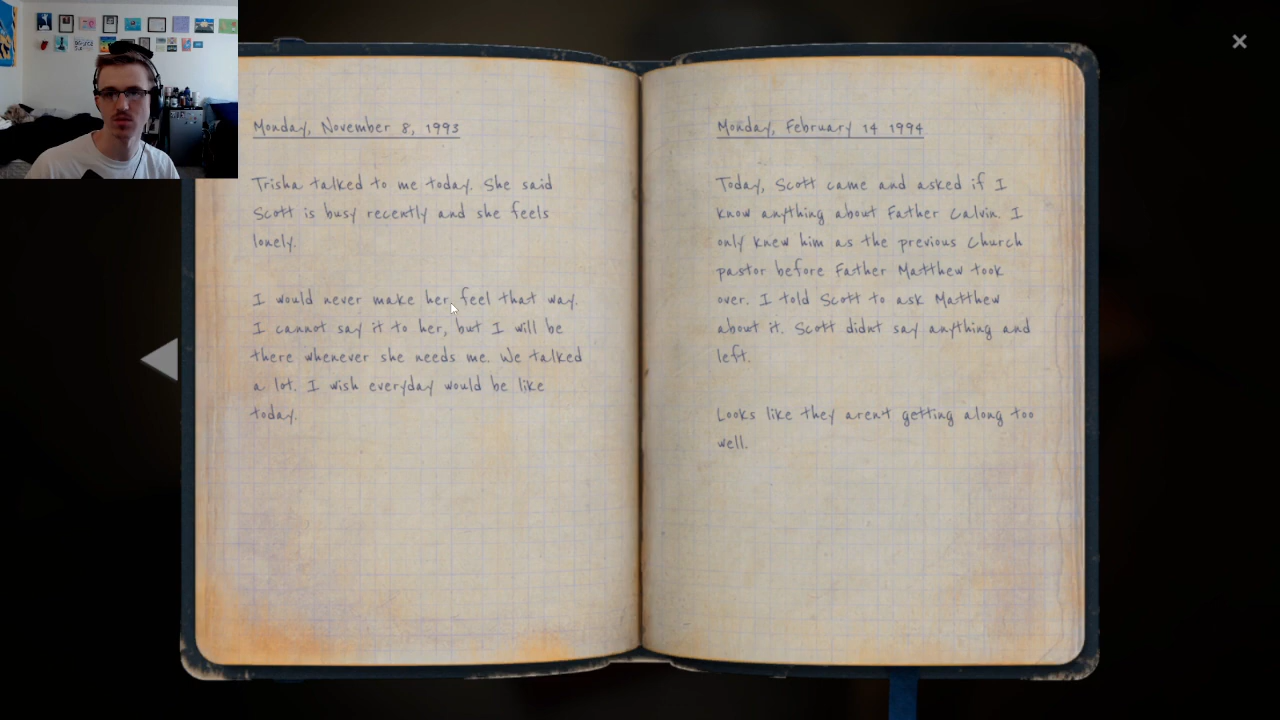 Monday, November 8, 1993
Trisha talked to me today. She said
Scott is busy recently and she feels
lonely.
I would never make her feel that way.
I cannot say it to her, but I will be
there whenever she needs me. We talked
a lot. I wish everyday would be like
today.
Monday, February 14 1994
Today, Scott came and asked if I
know anything about Father Calvin. I
only knew him as the previous church
pastor before Father Matthew took
over. I told Scott to ask Matthew
about it. Scott didnt say anything and
left.
Looks like they arent getting along too
well.